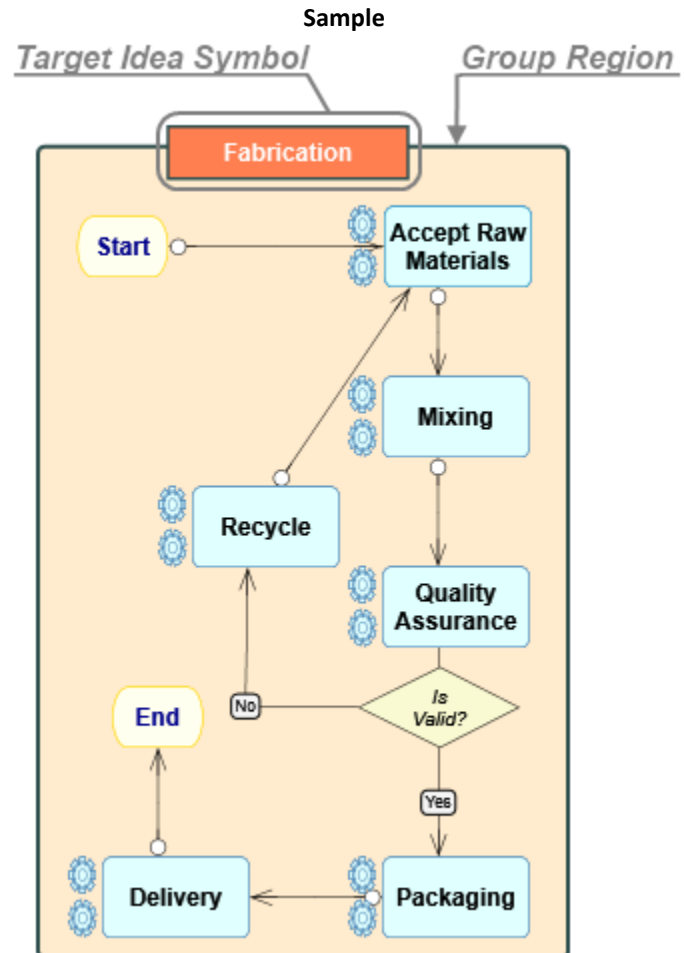 Sample
Target Idea Symbol
Group Region
Fabrication
Start
Accept Raw
Materials
Mixing
Recycle
Quality
Assurance
Is
Valid?
No
End
Yes
Delivery
Packaging